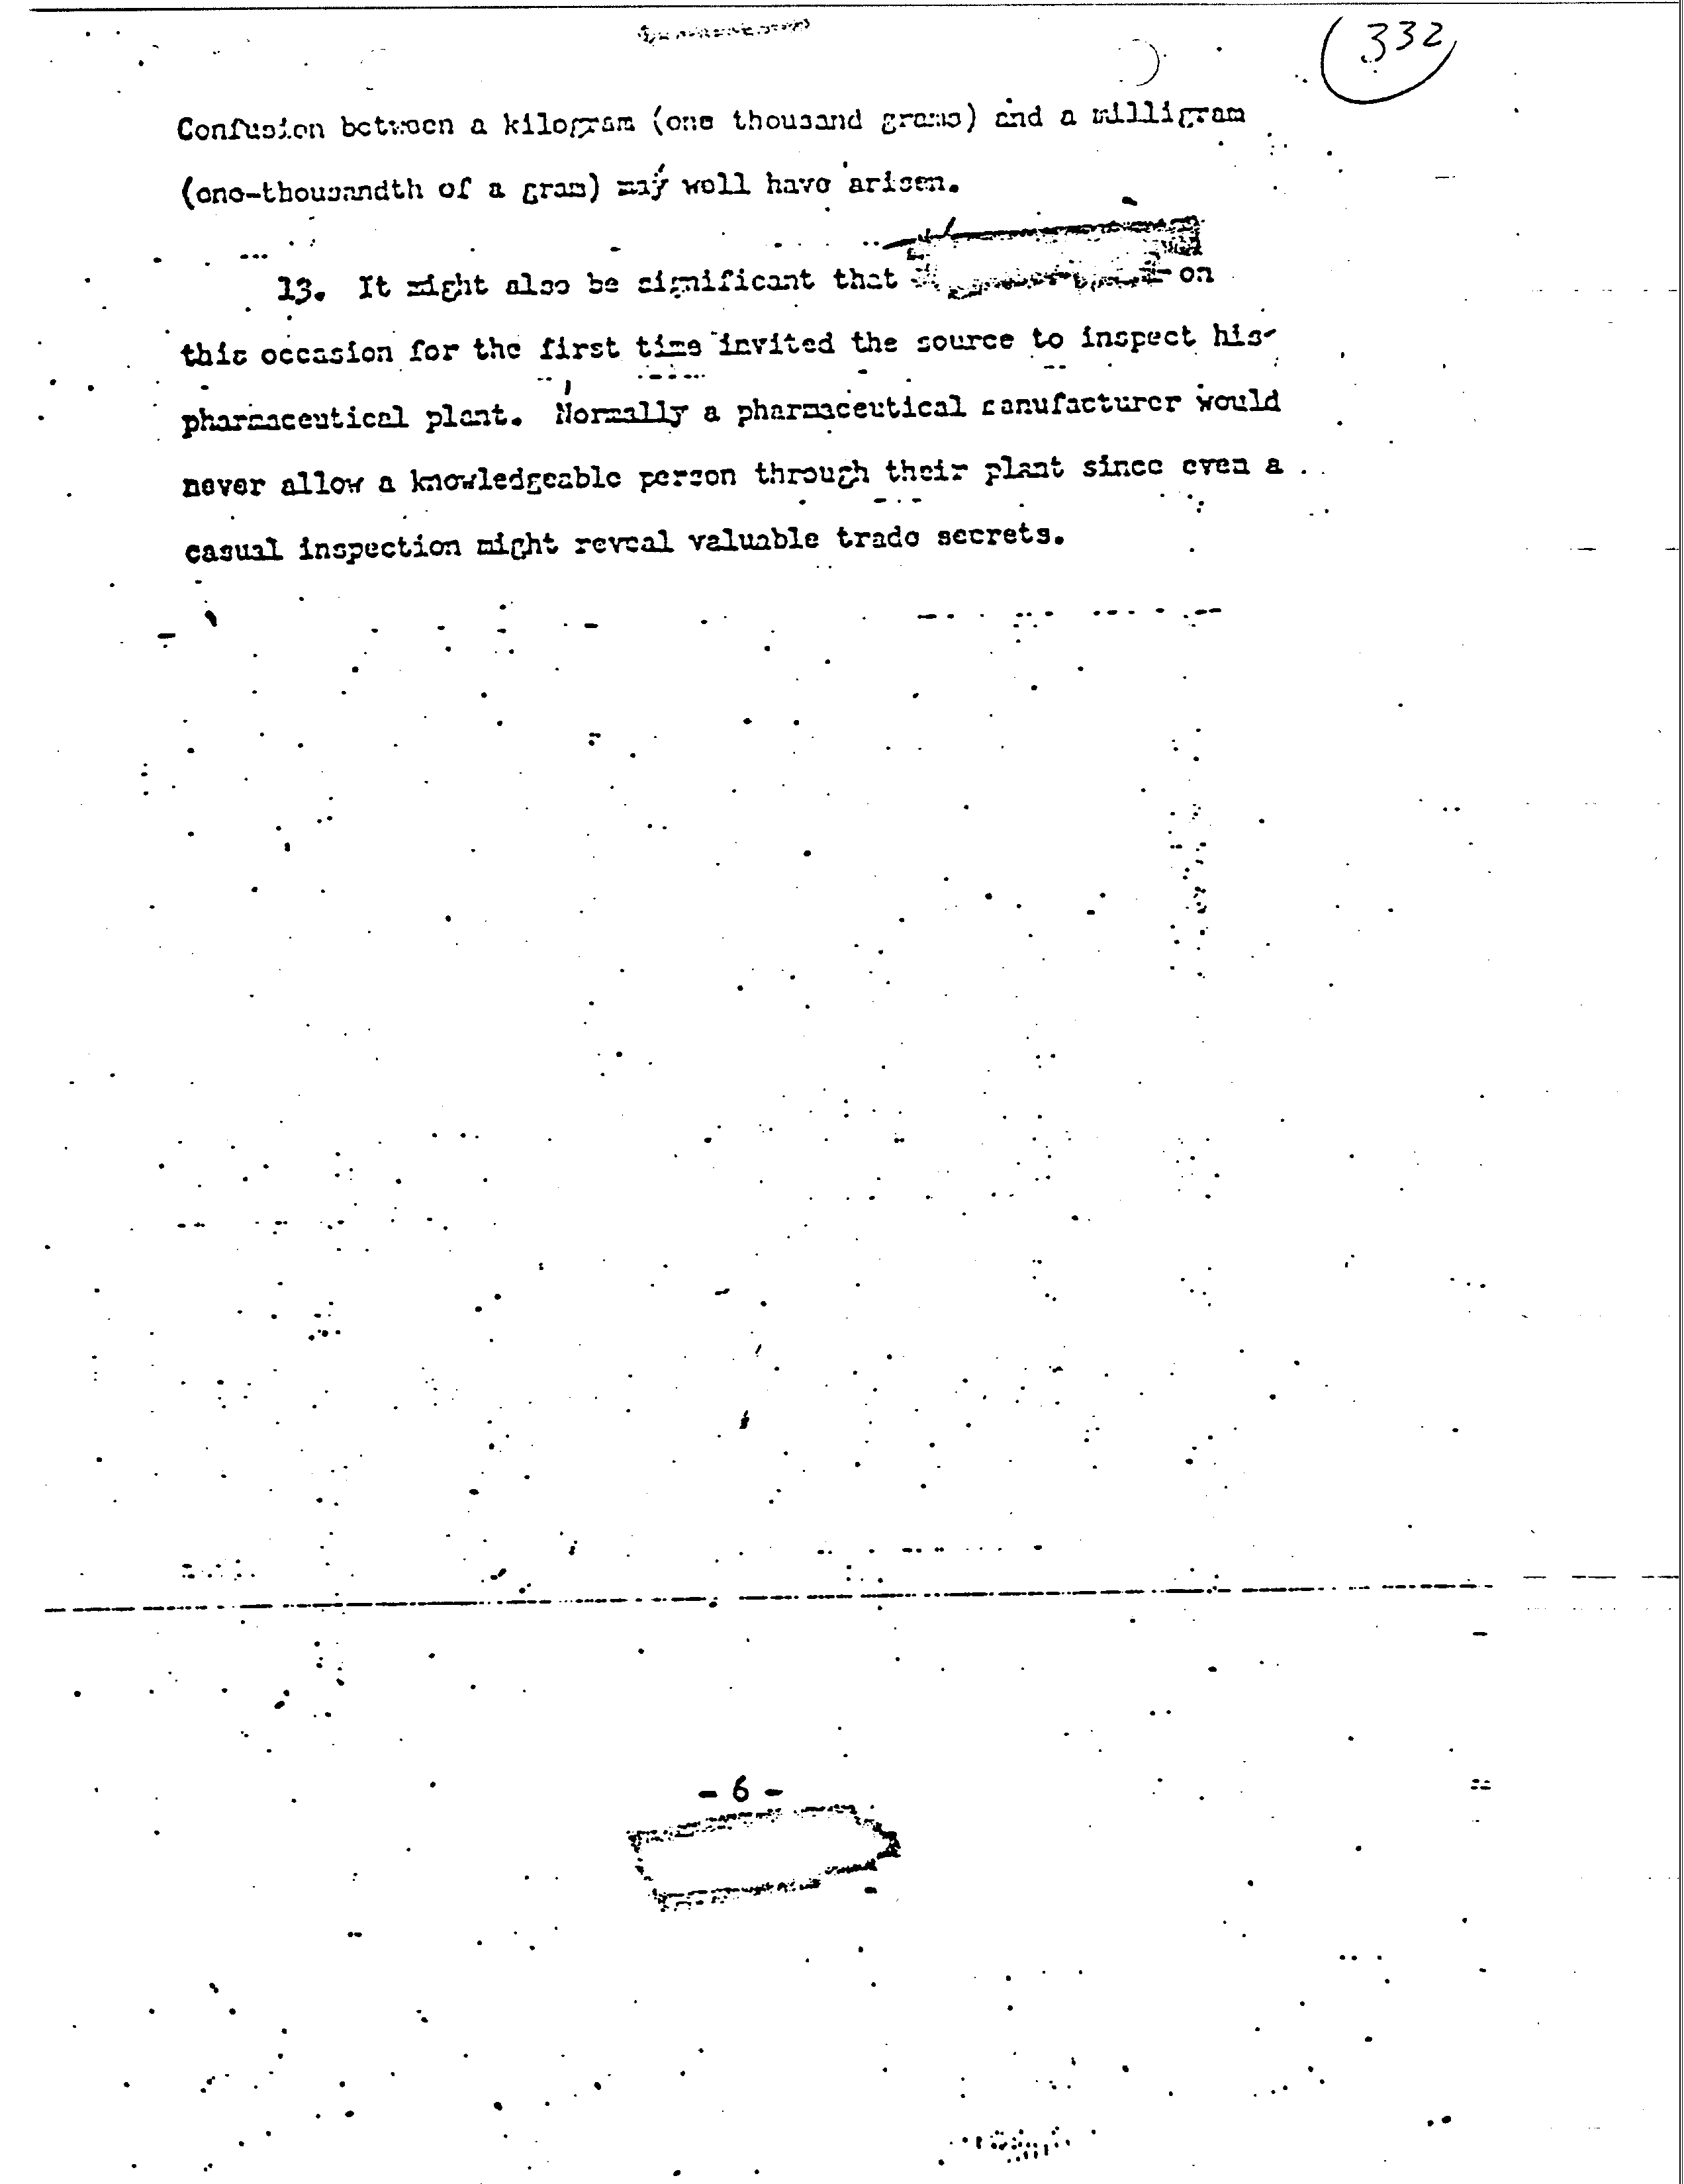 332
Confusion between a kilogram (one thousand grams) and a milligram
(one-thousandth of a gram) may well have arisen.
13. It might also be significant that on
this occasion for the first time invited the source to inspect his
pharmaceutical plant. Normally a pharmaceutical manufacturer would
never allow a knowledgeable person through their plant since even a
casual inspection might reveal valuable trade secrets.
- 6 -